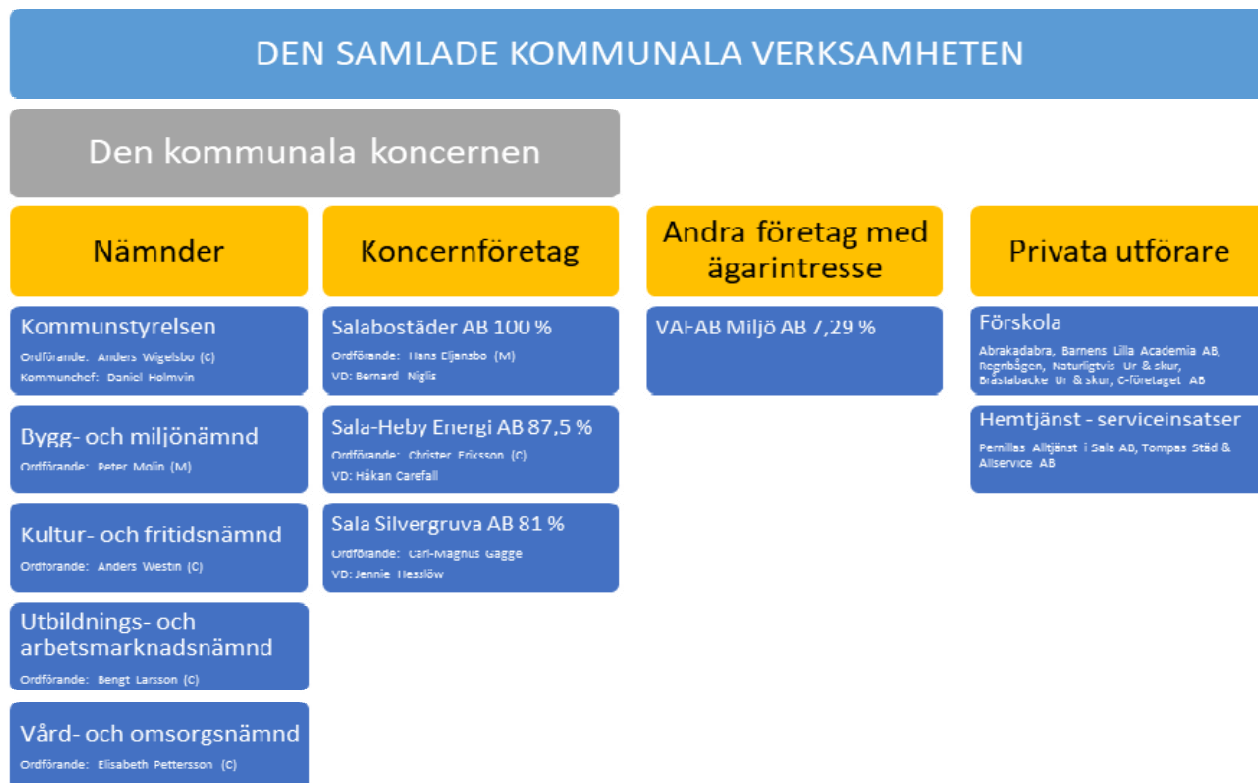 DEN SAMLADE KOMMUNALA VERKSAMHETEN
Den kommunala koncernen
Nämnder
Kommunstyrelsen
Ordförande: Anders Wigelsbo (C)
Kommunchef: Daniel Holmvin
Bygg- och miljönämnd
Ordförande: Peter Molin (M)
Kultur- och fritidsnämnd
Ordförande: Anders Westin (C)
Utbildnings- och
arbetsmarknadsnämnd
Ordförande: Bengt Larsson (C)
Vård- och omsorgsnämnd
Ordförande: Elisabeth Pettersson (C)
Koncernföretag
Salabostäder AB 100 %
Ordförande: Hans (M)
VD: Bernard Niglis
Sala-Heby Energi AB 87,5 %
Ordförande: Christer Eriksson (C)
VD: Håkan Carefall
Sala Silvergruva AB 81 %
Ordförande: Carl-Magnus Gagge
VD: Jennie Hesslöw
Andra företag med
ägarintresse
VAFAB Miljö AB 7,29 %
Privata utförare
Förskola
Abrakadabra, Barnens Lilla Academia AB,
Regnbågen, Naturligtvis Ur & skur,
Bråstabacke Ur & skur, C-företaget AB
Hemtjänst - serviceinsatser
Pernillas Alltjänst i Sala AB, Tompas Städ &
Allservice AB